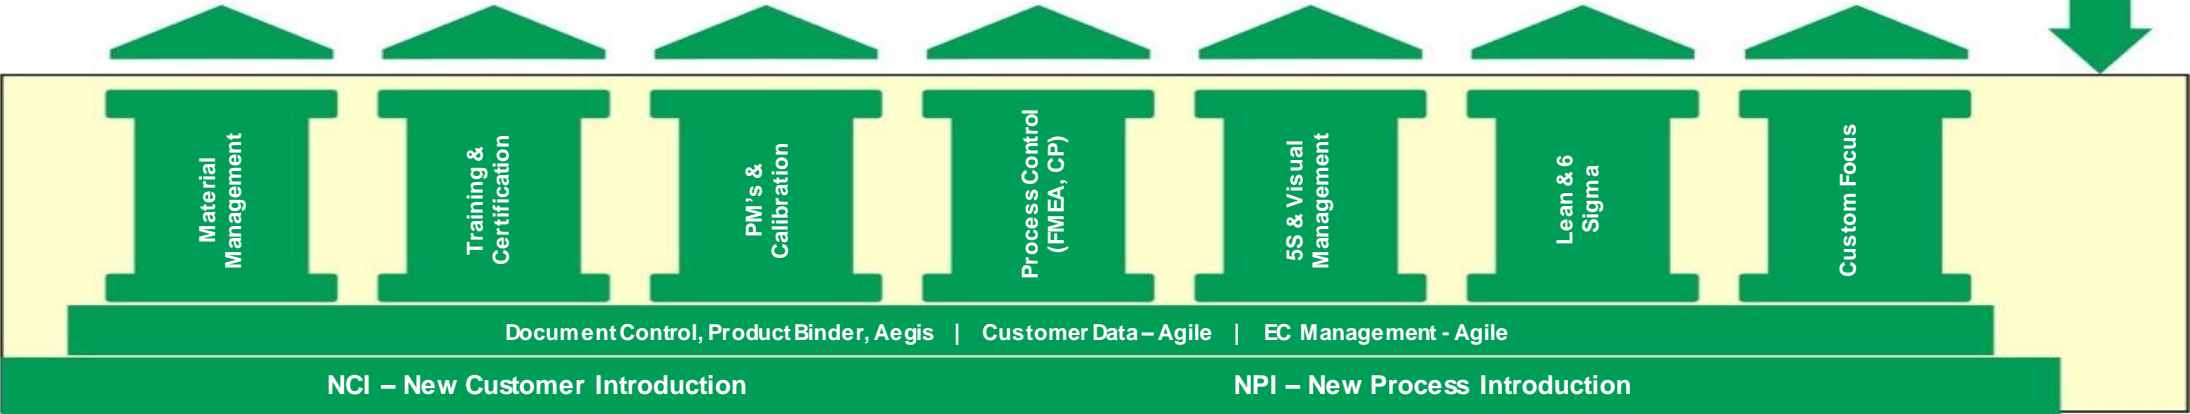 Material
Management
Training &
Certification
PM's &
Calibration
Process Control
(FMEA, CP)
5S & Visual
Management
Lean & 6
Sigma
Custom Focus
Document Control, Product Binder, Aegis | Customer Data – Agile | EC Management - Agile
NCI – New Customer Introduction NPI – New Process Introduction